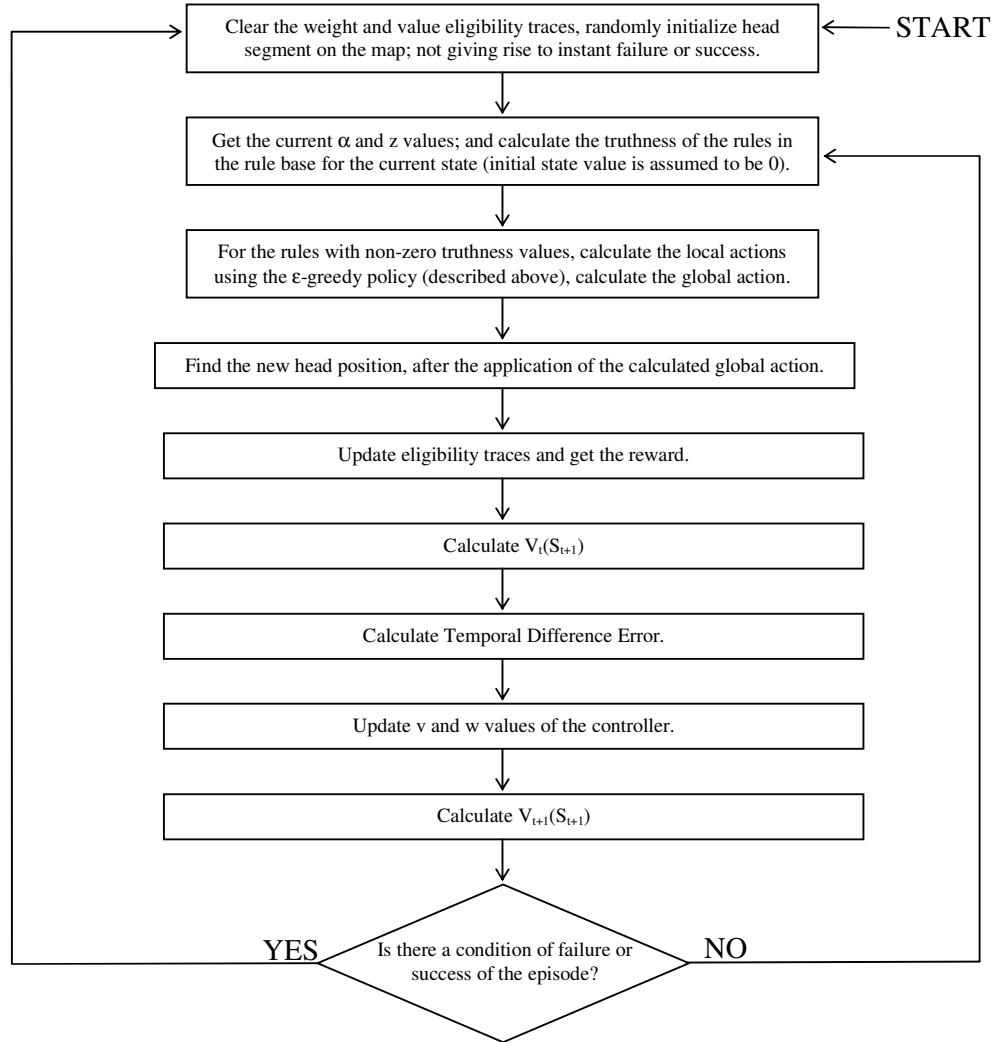 Clear the weight and value eligibility traces, randomly initialize head
segment on the map; not giving rise to instant failure or success.
START
Get the current α and z values; and calculate the truthness of the rules in
the rule base for the current state (initial state value is assumed to be 0).
For the rules with non-zero truthness values, calculate the local actions
using the ε-greedy policy (described above), calculate the global action.
Find the new head position, after the application of the calculated global action.
Update eligibility traces and get the reward.
Calculate Vt(St+1)
Calculate Temporal Difference Error.
Update v and w values of the controller.
Calculate Vt+1(St+1)
YES
Is there a condition of failure or
success of the episode?
NO